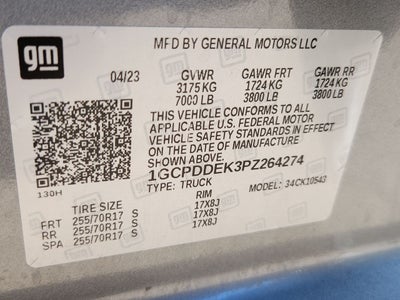 gm
MFD BY GENERAL MOTORS LLC
04/23 GVWR GAWR FRT GAWR RR
3175 KG 1724 KG 1724 KG
7000 LB 3800 LB 3800 LB
THIS VEHICLE CONFORMS TO ALL
APPLICABLE U.S. FEDERAL MOTOR
VEHICLE SAFETY STANDARDS IN EFFECT
ON THE DATE OF MANUFACTURE
SHOWN ABOVE.
1GCPDDEK3PZ264274
130H TYPE: TRUCK MODEL: 34CK10543
TIRE SIZE RIM
FRT 255/70R17 S 17X8J
RR 255/70R17 S 17X8J
SPA 255/70R17 S 17X8J